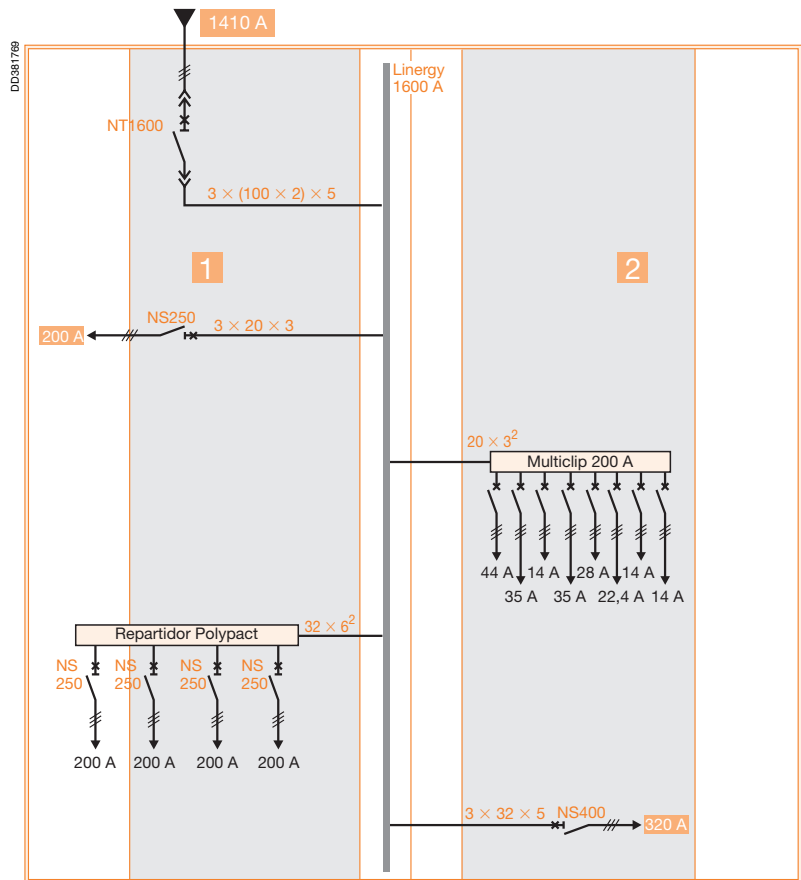 1410 A
DD381769
Linergy
1600 A
NT1600
3 × (100 × 2) × 5
1
2
NS250
3 × 20 × 3
200 A
20 × 3²
Multiclip 200 A
44 A
14 A
28 A
14 A
35 A
35 A
22,4 A
14 A
32 × 6²
Repartidor Polypact
NS
250
NS
250
NS
250
NS
250
200 A
200 A
200 A
200 A
3 × 32 × 5
NS400
320 A